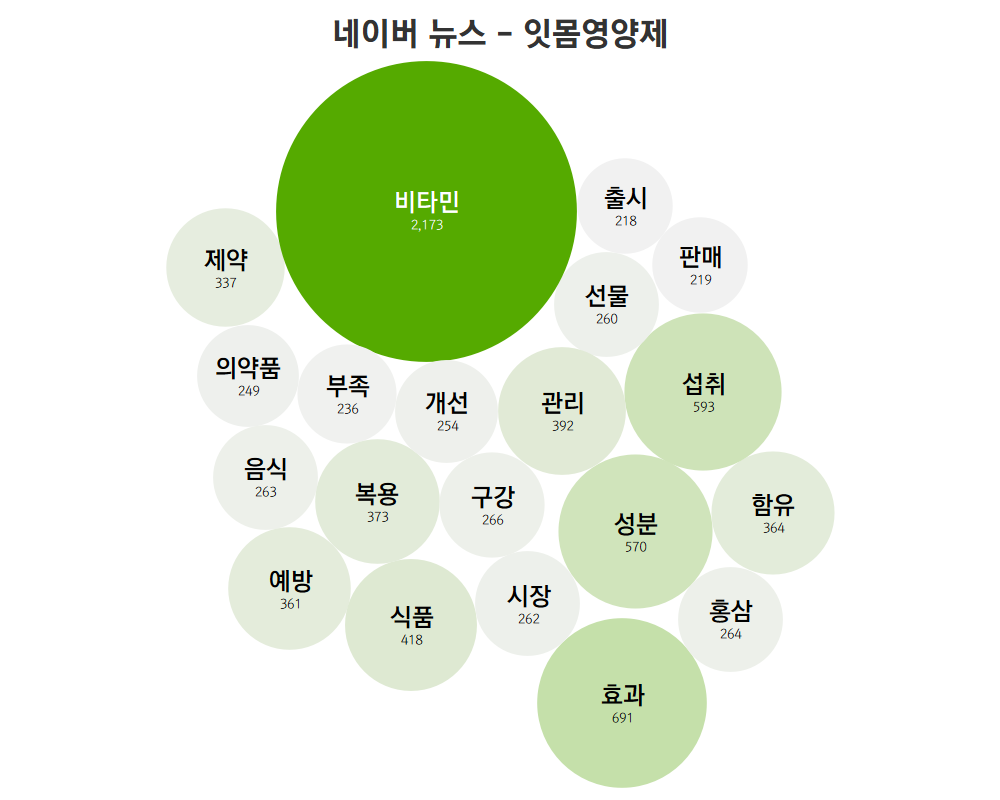 네이버 뉴스 - 잇몸영양제
비타민
2,173
출시
218
판매
219
제약
337
선물
260
의약품
249
부족
236
개선
254
관리
392
섭취
593
음식
263
복용
373
구강
266
성분
570
함유
364
예방
361
식품
418
시장
262
홍삼
264
효과
691